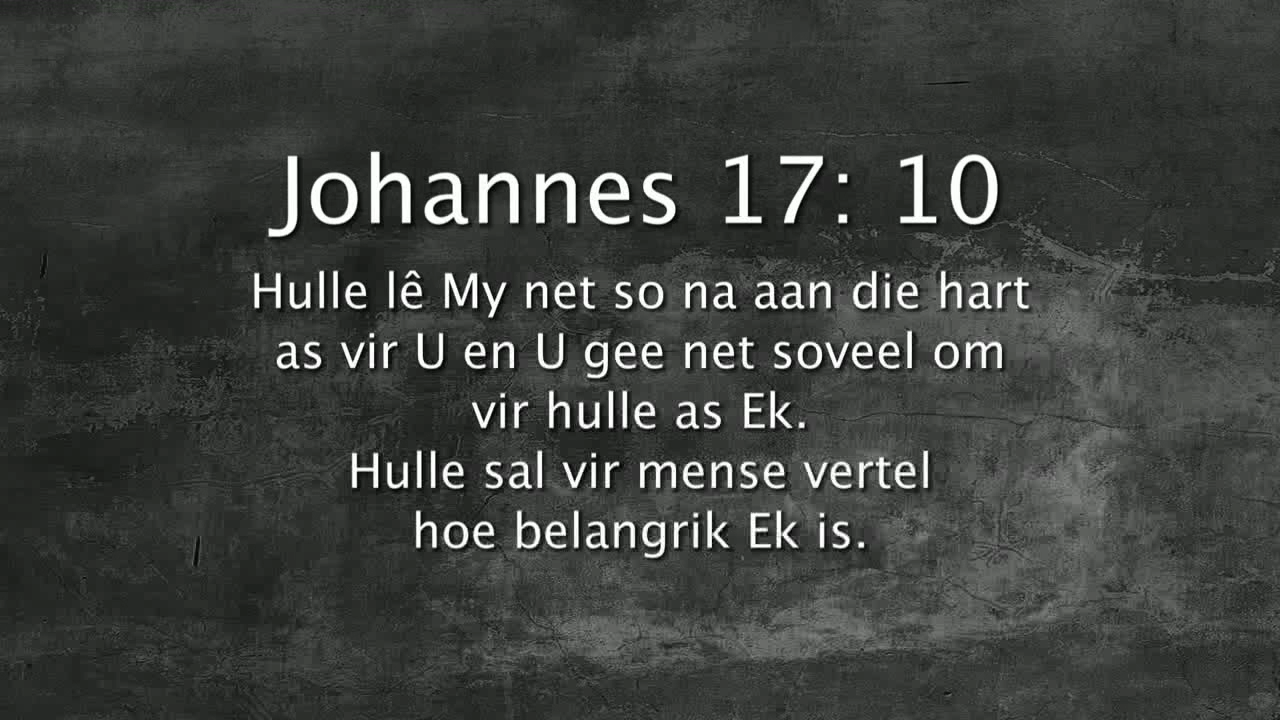 Johannes 17: 10
Hulle lê My net so na aan die hart
as vir U en U gee net soveel om
vir hulle as Ek.
Hulle sal vir mense vertel
hoe belangrik Ek is.